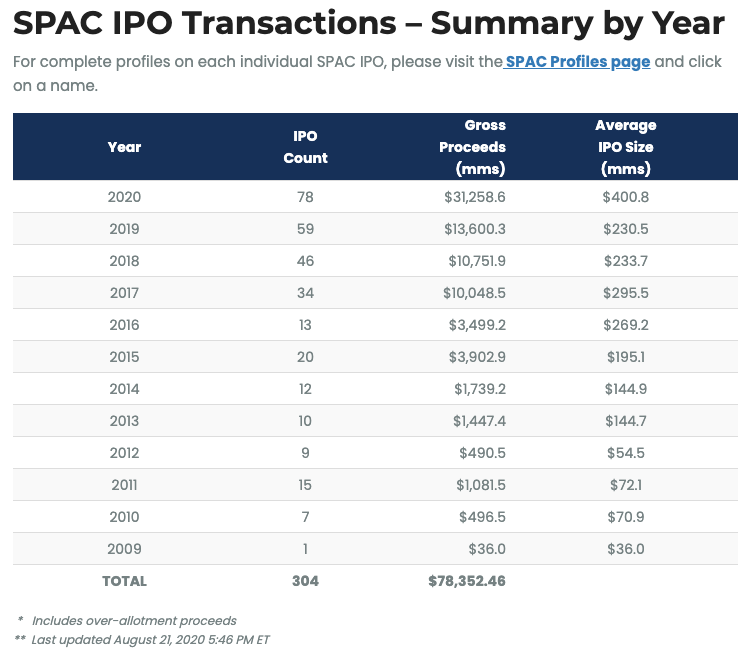 SPAC IPO Transactions – Summary by Year
For complete profiles on each individual SPAC IPO, please visit the SPAC Profiles page and click
on a name.
Year IPO Count Gross Proceeds (mms) Average IPO Size (mms)
2020 78 $31,258.6 $400.8
2019 59 $13,600.3 $230.5
2018 46 $10,751.9 $233.7
2017 34 $10,048.5 $295.5
2016 13 $3,499.2 $269.2
2015 20 $3,902.9 $195.1
2014 12 $1,739.2 $144.9
2013 10 $1,447.4 $144.7
2012 9 $490.5 $54.5
2011 15 $1,081.5 $72.1
2010 7 $496.5 $70.9
2009 1 $36.0 $36.0
TOTAL 304 $78,352.46
* Includes over-allotment proceeds
** Last updated August 21, 2020 5:46 PM ET